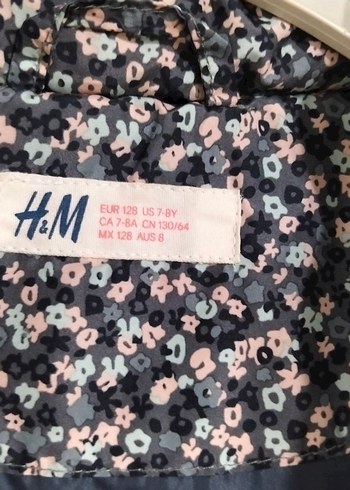 H&M
EUR 128 US 7-8Y
CA 7-8A CN 130/64
MX 128 AUS 8